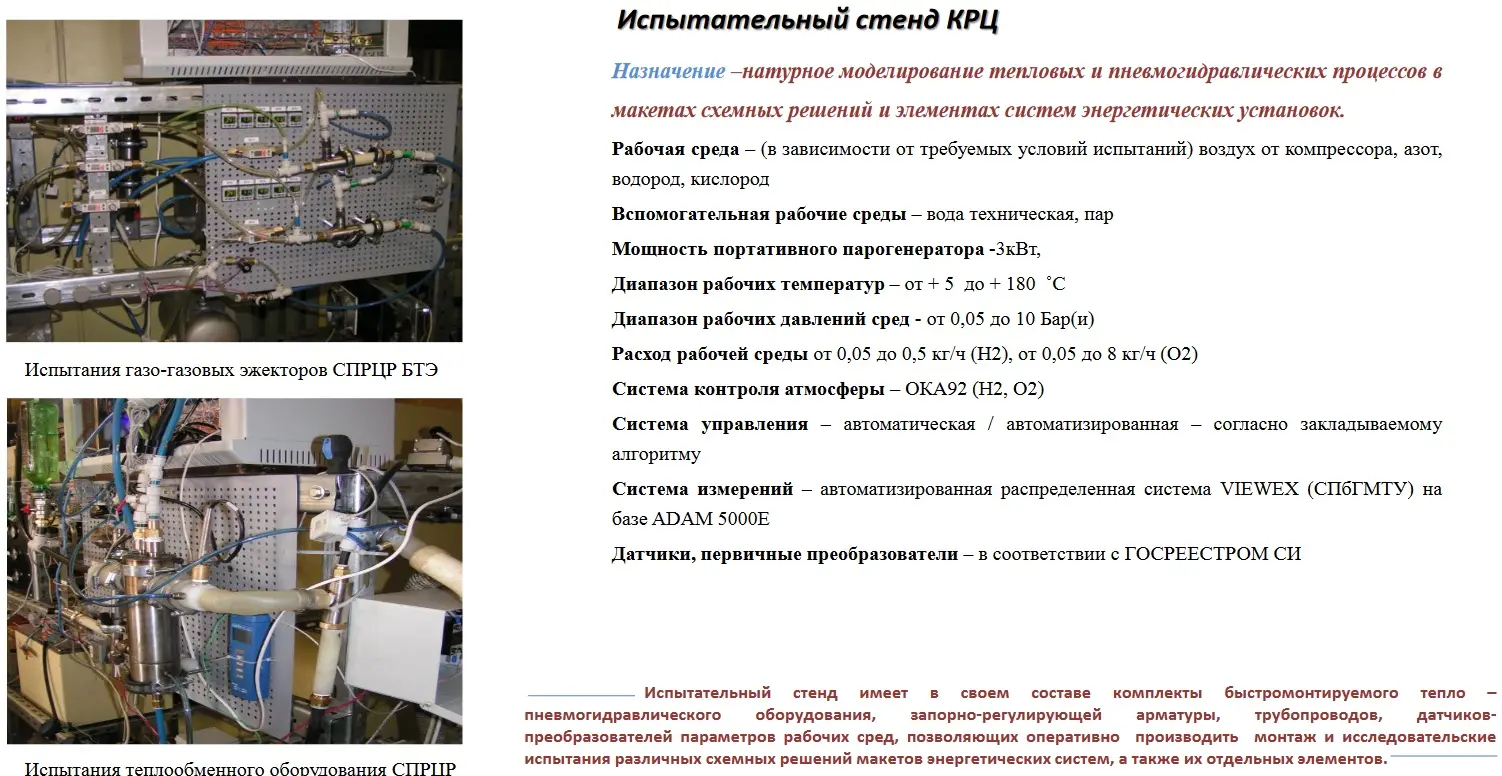 Испытательный стенд КРЦ
Назначение –натурное моделирование тепловых и пневмогидравлических процессов в
макетах схемных решений и элементах систем энергетических установок.
Рабочая среда – (в зависимости от требуемых условий испытаний) воздух от компрессора, азот,
водород, кислород
Вспомогательная рабочие среды – вода техническая, пар
Мощность портативного парогенератора -3кВт,
Диапазон рабочих температур – от + 5 до + 180 ˚С
Диапазон рабочих давлений сред - от 0,05 до 10 Бар(и)
Расход рабочей среды от 0,05 до 0,5 кг/ч (Н2), от 0,05 до 8 кг/ч (О2)
Система контроля атмосферы – ОКА92 (Н2, О2)
Система управления – автоматическая / автоматизированная – согласно закладываемому
алгоритму
Система измерений – автоматизированная распределенная система VIEWEX (СПбГМТУ) на
базе ADAM 5000E
Датчики, первичные преобразователи – в соответствии с ГОСРЕЕСТРОМ СИ
Испытания газо-газовых эжекторов СПРЦР БТЭ
Испытания теплообменного оборудования СПРЦР
Испытательный стенд имеет в своем составе комплекты быстромонтируемого тепло –
пневмогидравлического оборудования, запорно-регулирующей арматуры, трубопроводов, датчиков-
преобразователей параметров рабочих сред, позволяющих оперативно производить монтаж и исследовательские
испытания различных схемных решений макетов энергетических систем, а также их отдельных элементов.